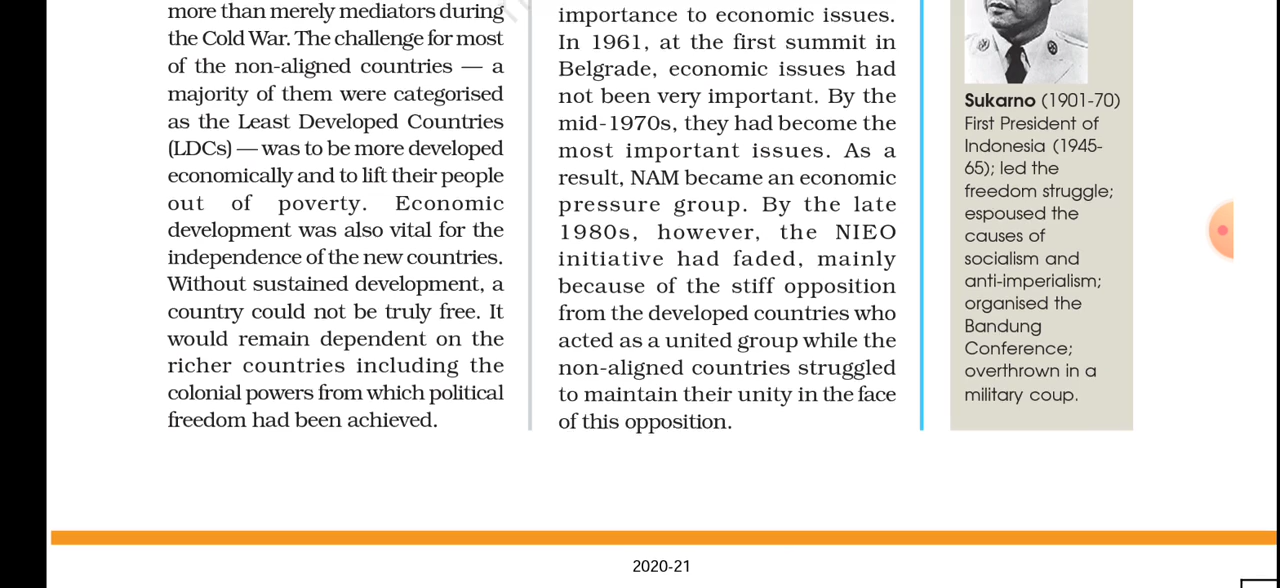 more than merely mediators during
the Cold War. The challenge for most
of the non-aligned countries — a
majority of them were categorised
as the Least Developed Countries
(LDCs) — was to be more developed
economically and to lift their people
out of poverty. Economic
development was also vital for the
independence of the new countries.
Without sustained development, a
country could not be truly free. It
would remain dependent on the
richer countries including the
colonial powers from which political
freedom had been achieved.
importance to economic issues.
In 1961, at the first summit in
Belgrade, economic issues had
not been very important. By the
mid-1970s, they had become the
most important issues. As a
result, NAM became an economic
pressure group. By the late
1980s, however, the NIEO
initiative had faded, mainly
because of the stiff opposition
from the developed countries who
acted as a united group while the
non-aligned countries struggled
to maintain their unity in the face
of this opposition.
Sukarno (1901-70)
First President of
Indonesia (1945-
65); led the
freedom struggle;
espoused the
causes of
socialism and
anti-imperialism;
organised the
Bandung
Conference;
overthrown in a
military coup.
2020-21